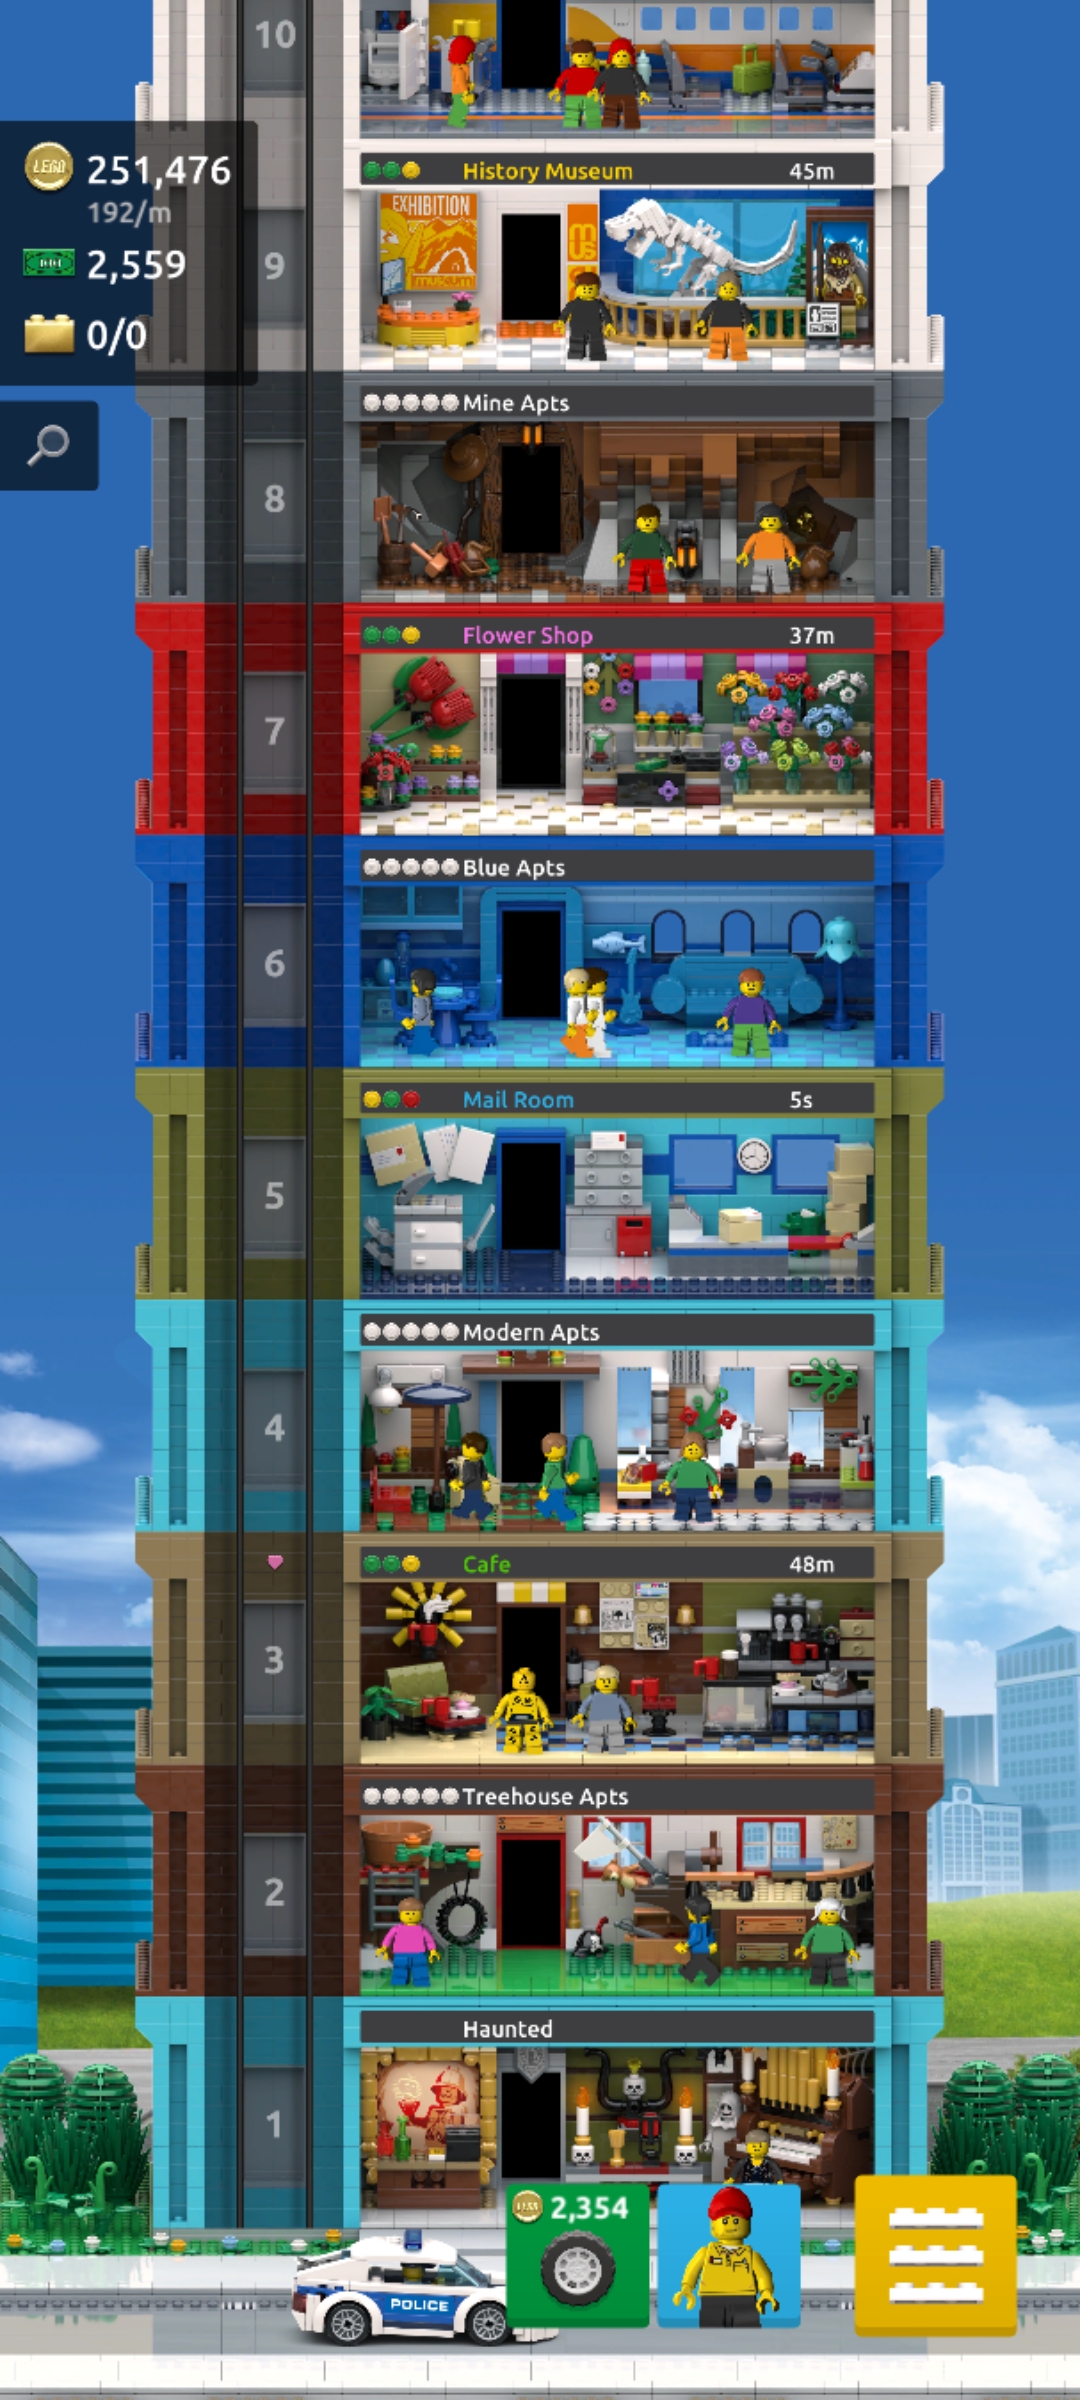 10
LEGO 251,476
192/m
2,559
0/0
History Museum 45m
9
EXHIBITION
museum
Mine Apts
8
Flower Shop 37m
7
Blue Apts
6
Mail Room 5s
5
Modern Apts
4
Cafe 48m
3
Treehouse Apts
2
Haunted
1
2,354
POLICE